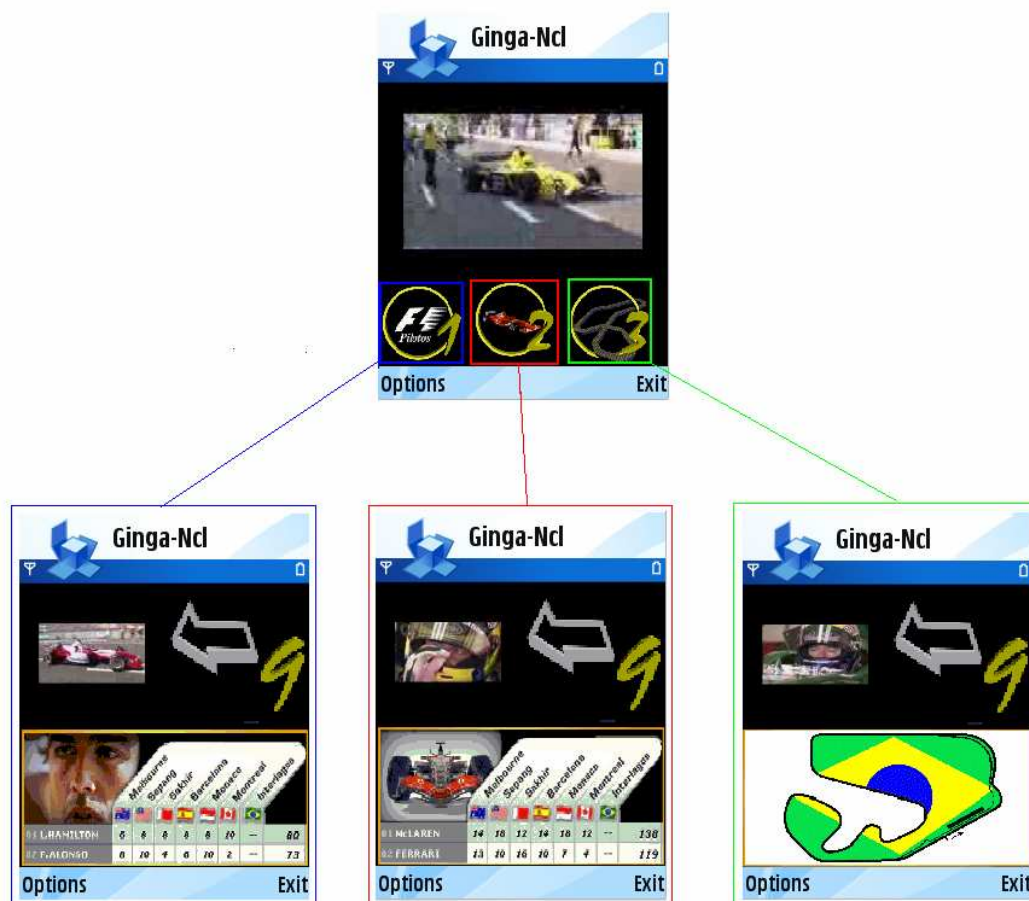 Ginga-Ncl
F1
Pilotos
1
2
3
Options Exit
Ginga-Ncl
9
Melbourne Sepang Sakhir Barcelona Monaco Montreal Interlagos
L.HAMILTON 8 8 8 8 10 -- 80
02 F.ALONSO 8 10 4 6 10 2 -- 73
Options Exit
Ginga-Ncl
9
Melbourne Sepang Sakhir Barcelona Monaco Montreal Interlagos
01 McLAREN 14 18 12 14 18 12 -- 138
02 FERRARI 13 10 16 10 7 4 -- 119
Options Exit
Ginga-Ncl
9
Options Exit